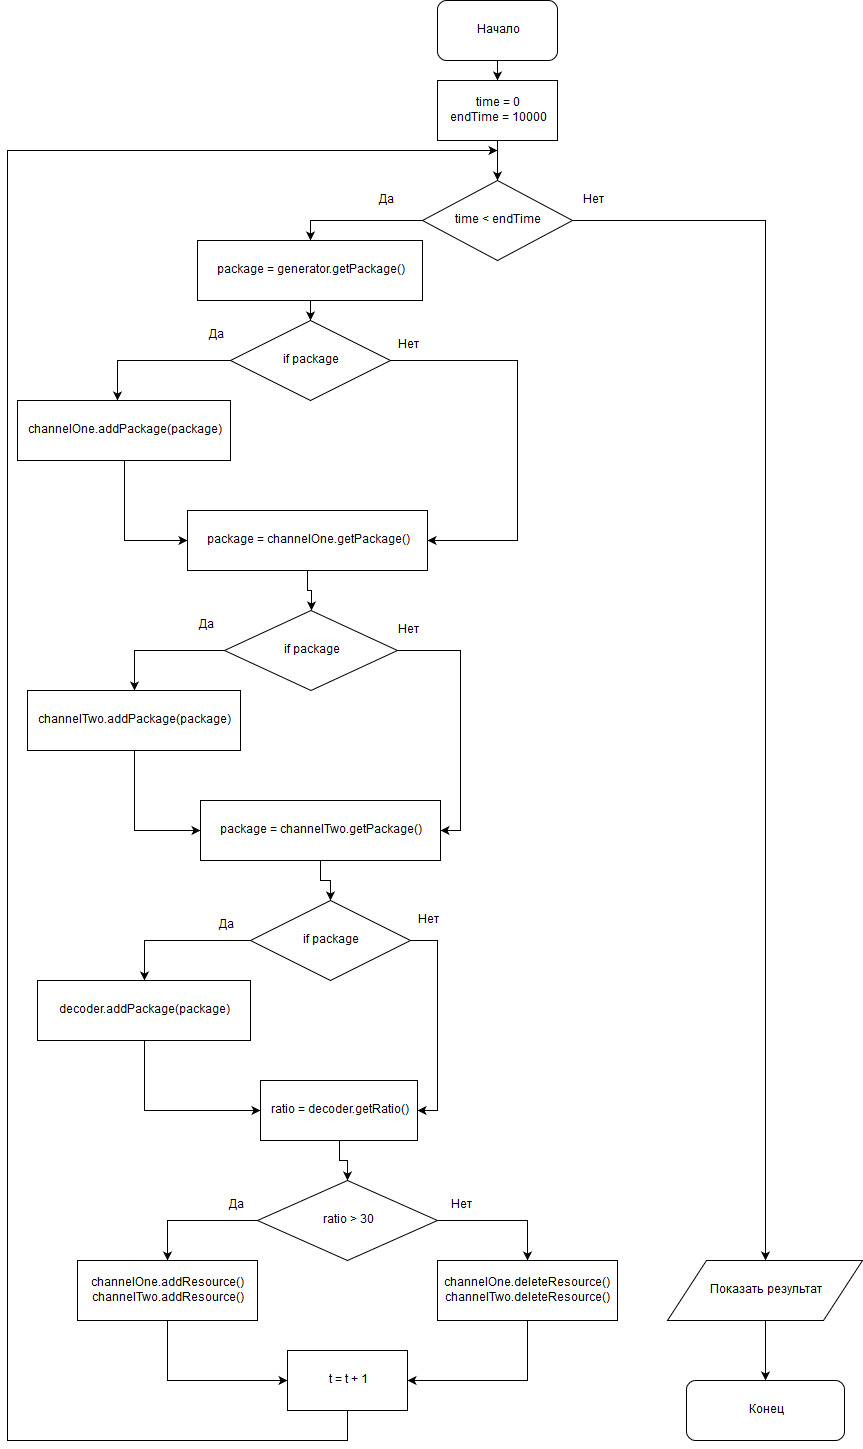 Начало
time = 0
endTime = 10000
Да
Нет
time < endTime
package = generator.getPackage()
Да
Нет
if package
channelOne.addPackage(package)
package = channelOne.getPackage()
Да
Нет
if package
channelTwo.addPackage(package)
package = channelTwo.getPackage()
Да
Нет
if package
decoder.addPackage(package)
ratio = decoder.getRatio()
Да
Нет
ratio > 30
channelOne.addResource()
channelTwo.addResource()
channelOne.deleteResource()
channelTwo.deleteResource()
Показать результат
t = t + 1
Конец